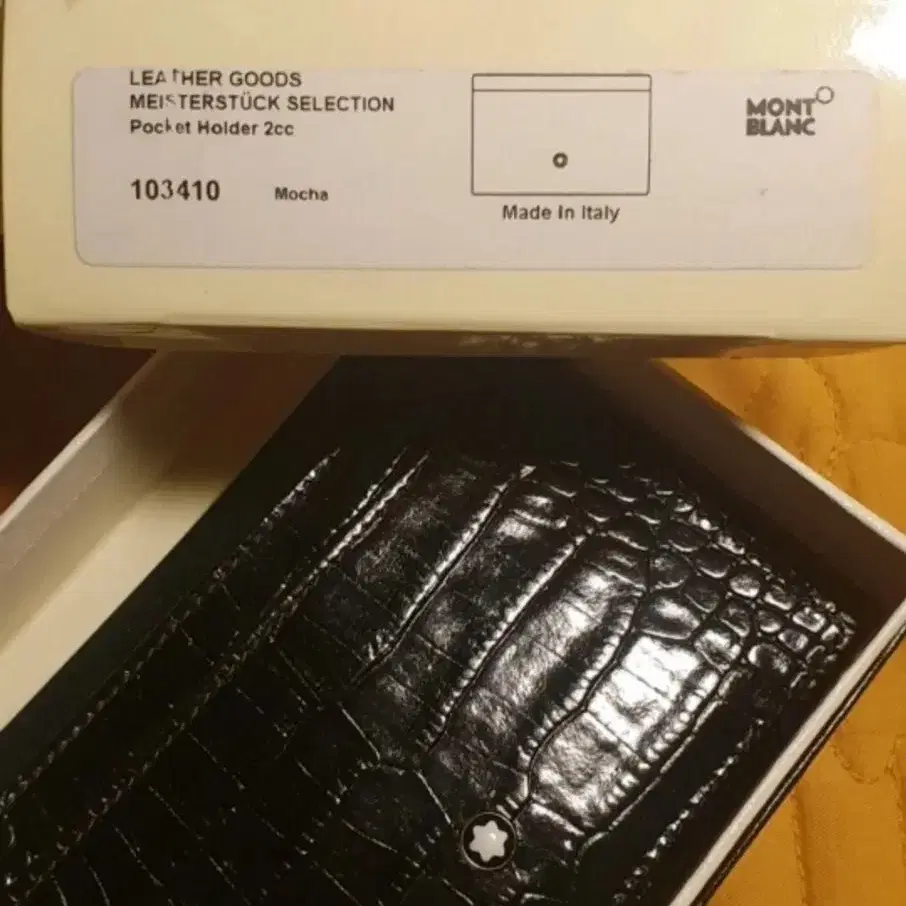 LEATHER GOODS
MEISTERSTÜCK SELECTION
Pocket Holder 2cc
103410 Mocha
Made In Italy
MONT
BLANC